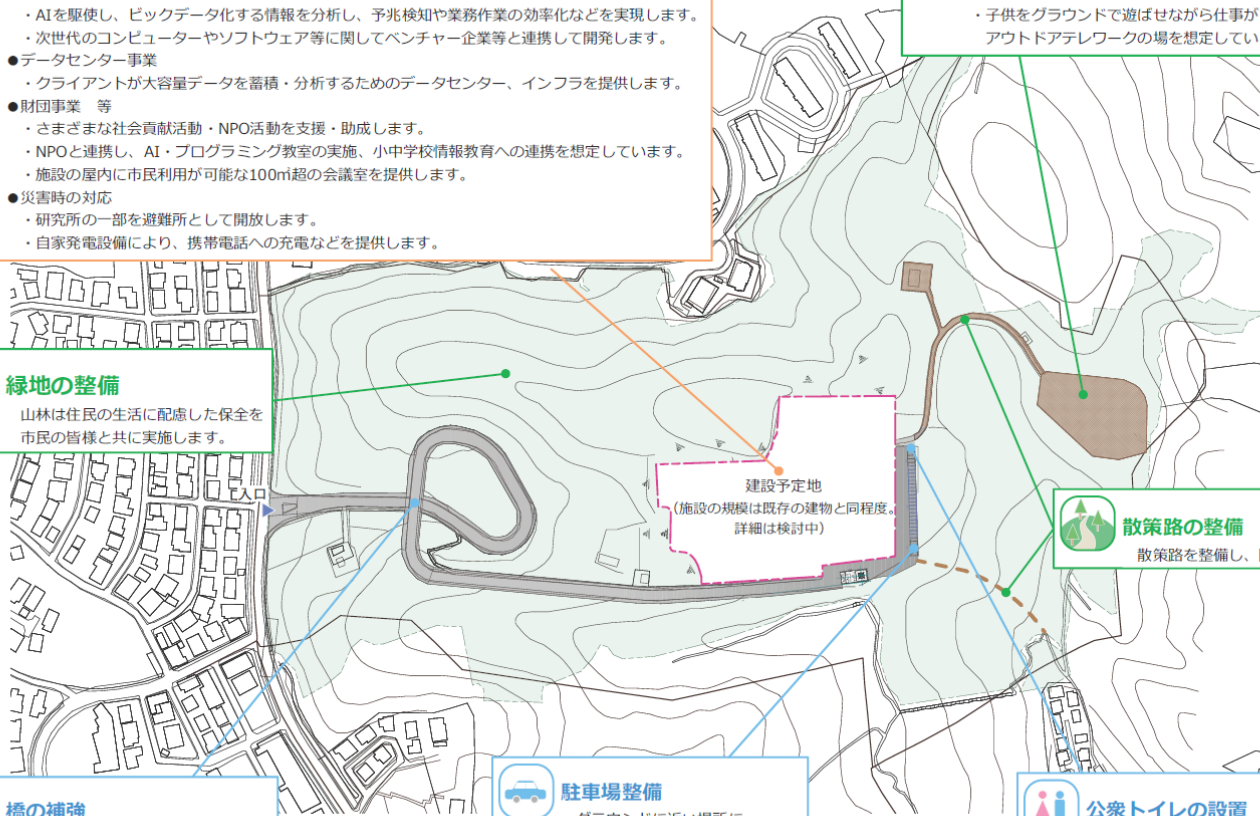 ・AIを駆使し、ビックデータ化する情報を分析し、予兆検知や業務作業の効率化などを実現します。
・次世代のコンピューターやソフトウェア等に関してベンチャー企業等と連携して開発します。
●データセンター事業
・クライアントが大容量データを蓄積・分析するためのデータセンター、インフラを提供します。
●財団事業　等
・さまざまな社会貢献活動・NPO活動を支援・助成します。
・NPOと連携し、AI・プログラミング教室の実施、小中学校情報教育への連携を想定しています。
・施設の屋内に市民利用が可能な100㎡超の会議室を提供します。
●災害時の対応
・研究所の一部を避難所として開放します。
・自家発電設備により、携帯電話への充電などを提供します。
・子供をグラウンドで遊ばせながら仕事が
アウトドアテレワークの場を想定してい
緑地の整備
山林は住民の生活に配慮した保全を
市民の皆様と共に実施します。
入口
建設予定地
（施設の規模は既存の建物と同程度。
詳細は検討中）
散策路の整備
散策路を整備し、
橋の補強
駐車場整備
グラウンドに近い場所に
公衆トイレの設置